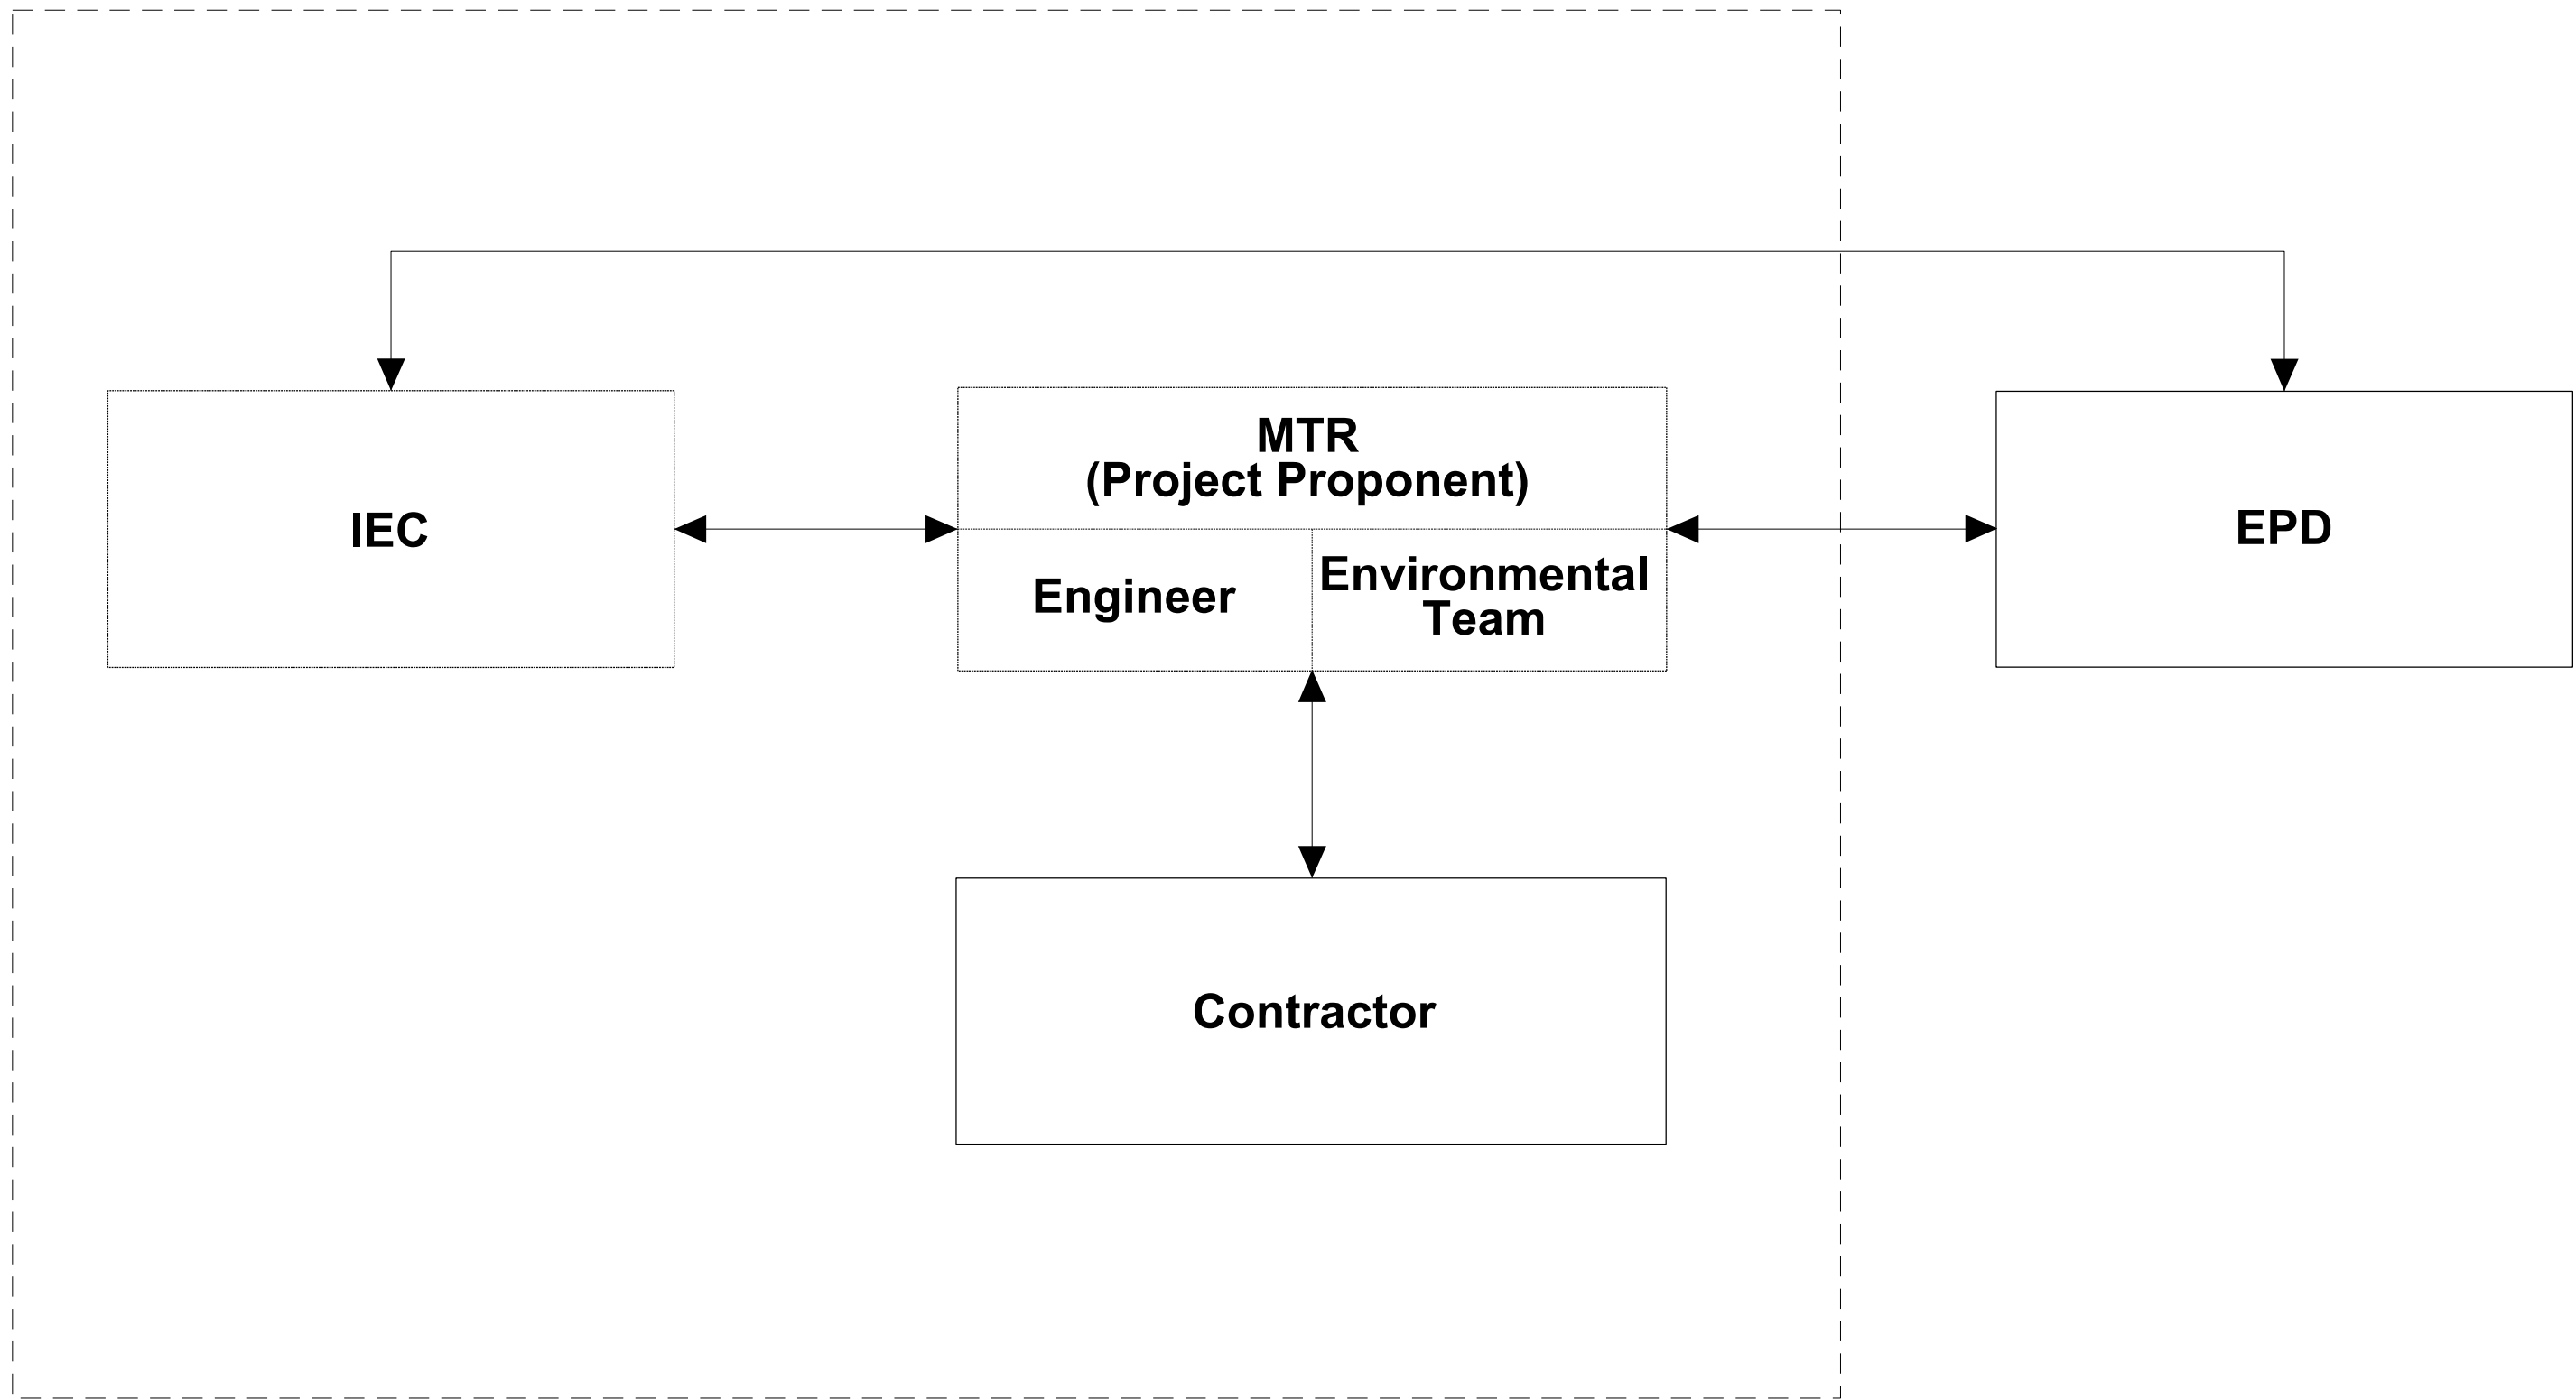 MTR
(Project Proponent)
IEC
EPD
Engineer
Environmental
Team
Contractor